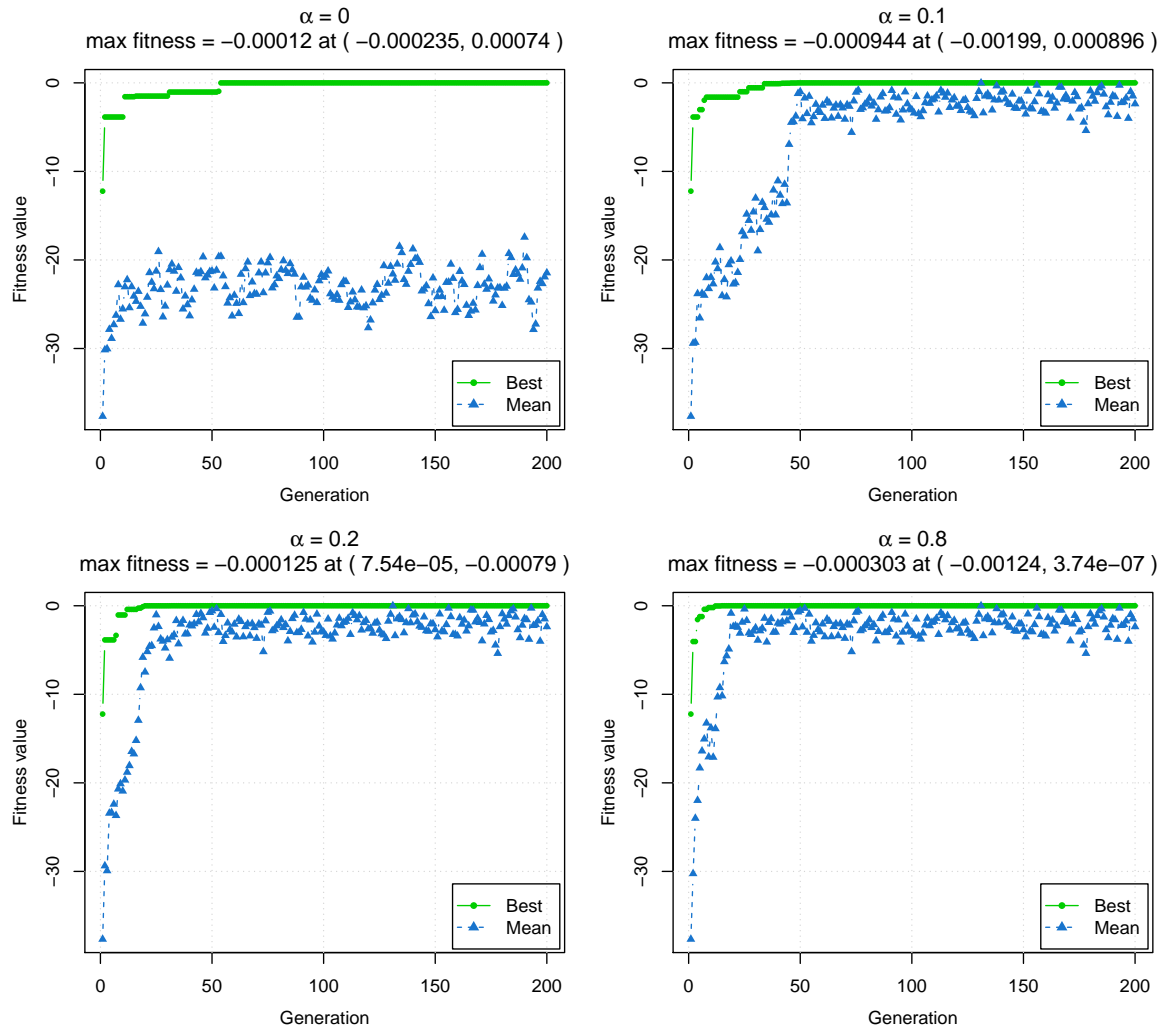 α = 0
max fitness = −0.00012 at ( −0.000235, 0.00074 )
0
−10
−20
−30
Fitness value
Best
Mean
0 50 100 150 200
Generation
α = 0.1
max fitness = −0.000944 at ( −0.00199, 0.000896 )
0
−10
−20
−30
Fitness value
Best
Mean
0 50 100 150 200
Generation
α = 0.2
max fitness = −0.000125 at ( 7.54e−05, −0.00079 )
0
−10
−20
−30
Fitness value
Best
Mean
0 50 100 150 200
Generation
α = 0.8
max fitness = −0.000303 at ( −0.00124, 3.74e−07 )
0
−10
−20
−30
Fitness value
Best
Mean
0 50 100 150 200
Generation